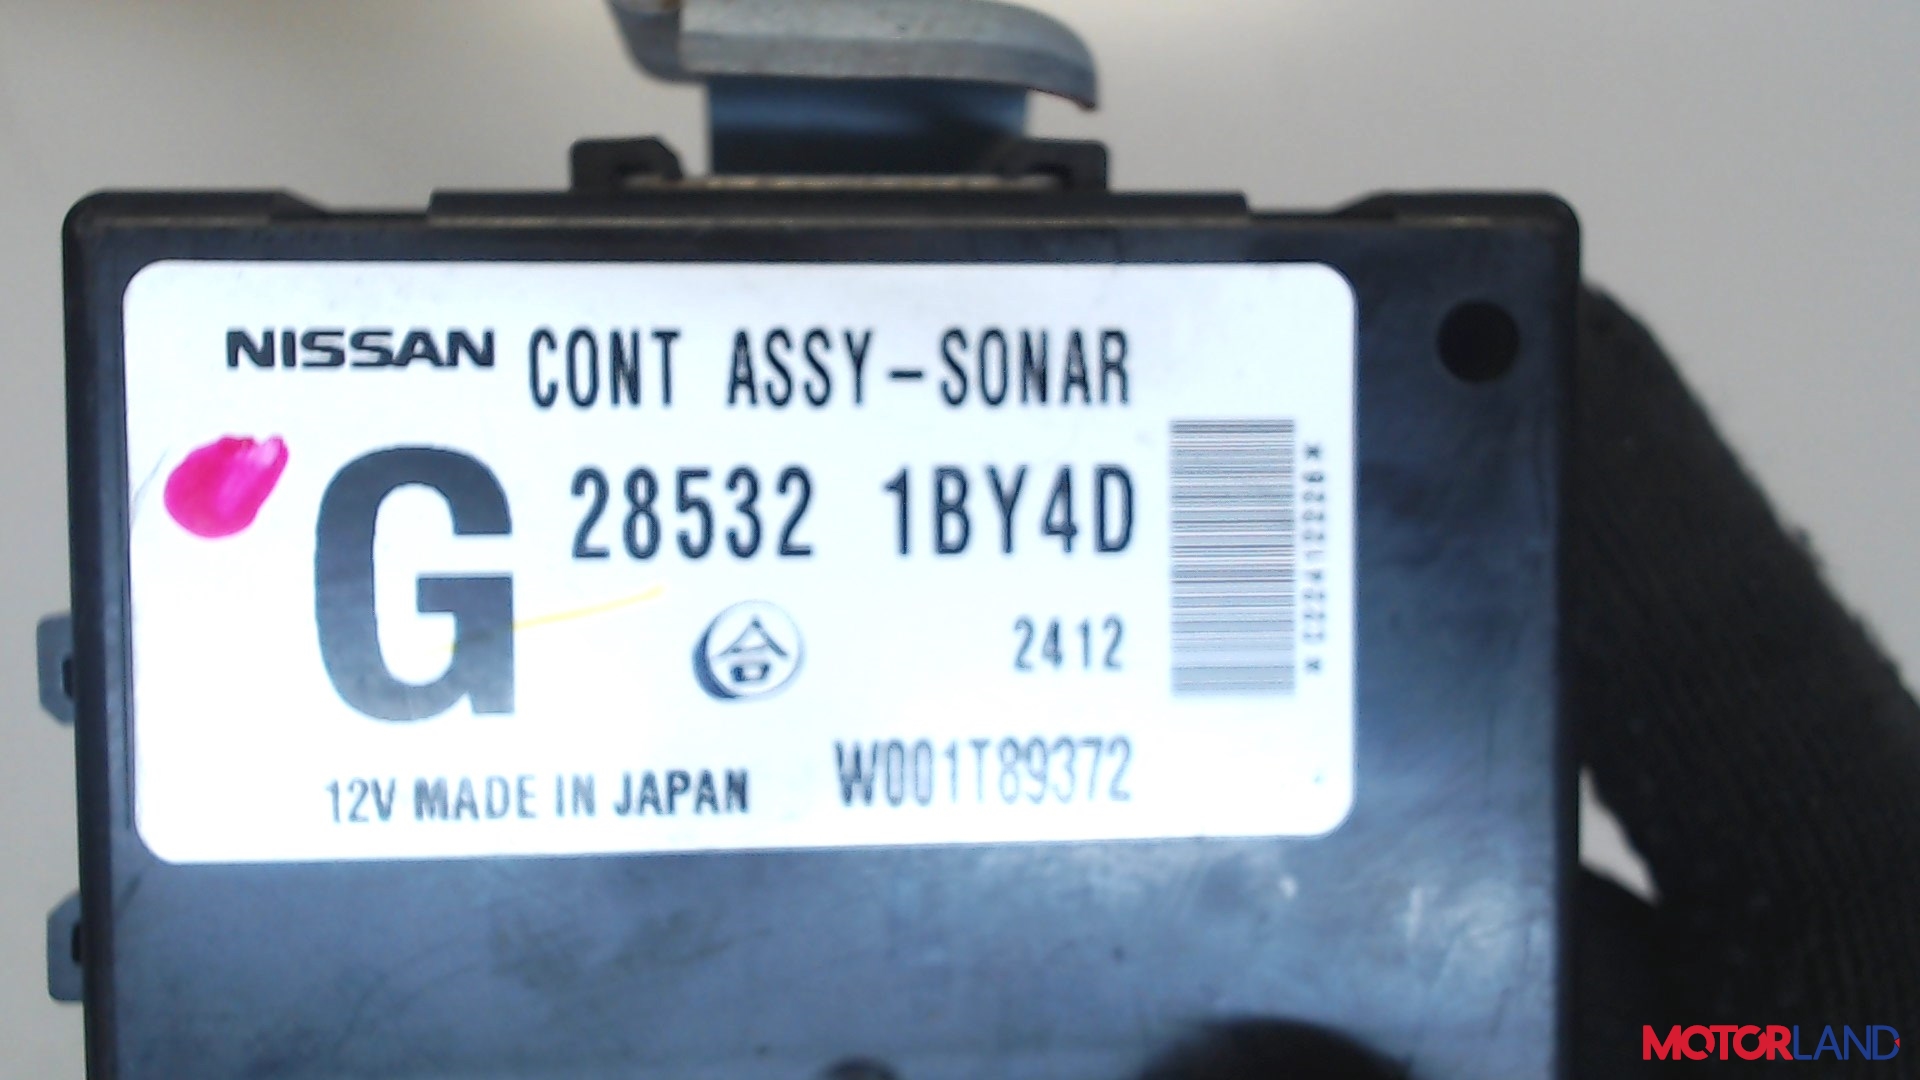 NISSAN CONT ASSY-SONAR
G 28532 1BY4D
合 2412
12V MADE IN JAPAN W001T89372
MOTORLAND